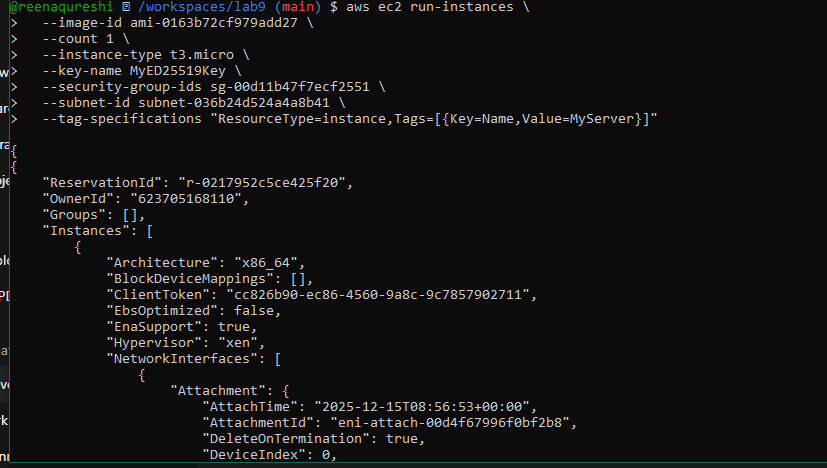 @reenaqureshi /workspaces/lab9 (main) $ aws ec2 run-instances \
>   --image-id ami-0163b72cf979add27 \
>   --count 1 \
>   --instance-type t3.micro \
>   --key-name MyED25519Key \
>   --security-group-ids sg-00d11b47f7ecf2551 \
>   --subnet-id subnet-036b24d524a4a8b41 \
>   --tag-specifications "ResourceType=instance,Tags=[{Key=Name,Value=MyServer}]"
{
{
    "ReservationId": "r-0217952c5ce425f20",
    "OwnerId": "623705168110",
    "Groups": [],
    "Instances": [
        {
            "Architecture": "x86_64",
            "BlockDeviceMappings": [],
            "ClientToken": "cc826b90-ec86-4560-9a8c-9c7857902711",
            "EbsOptimized": false,
            "EnaSupport": true,
            "Hypervisor": "xen",
            "NetworkInterfaces": [
                {
                    "Attachment": {
                        "AttachTime": "2025-12-15T08:56:53+00:00",
                        "AttachmentId": "eni-attach-00d4f67996f0bf2b8",
                        "DeleteOnTermination": true,
                        "DeviceIndex": 0,